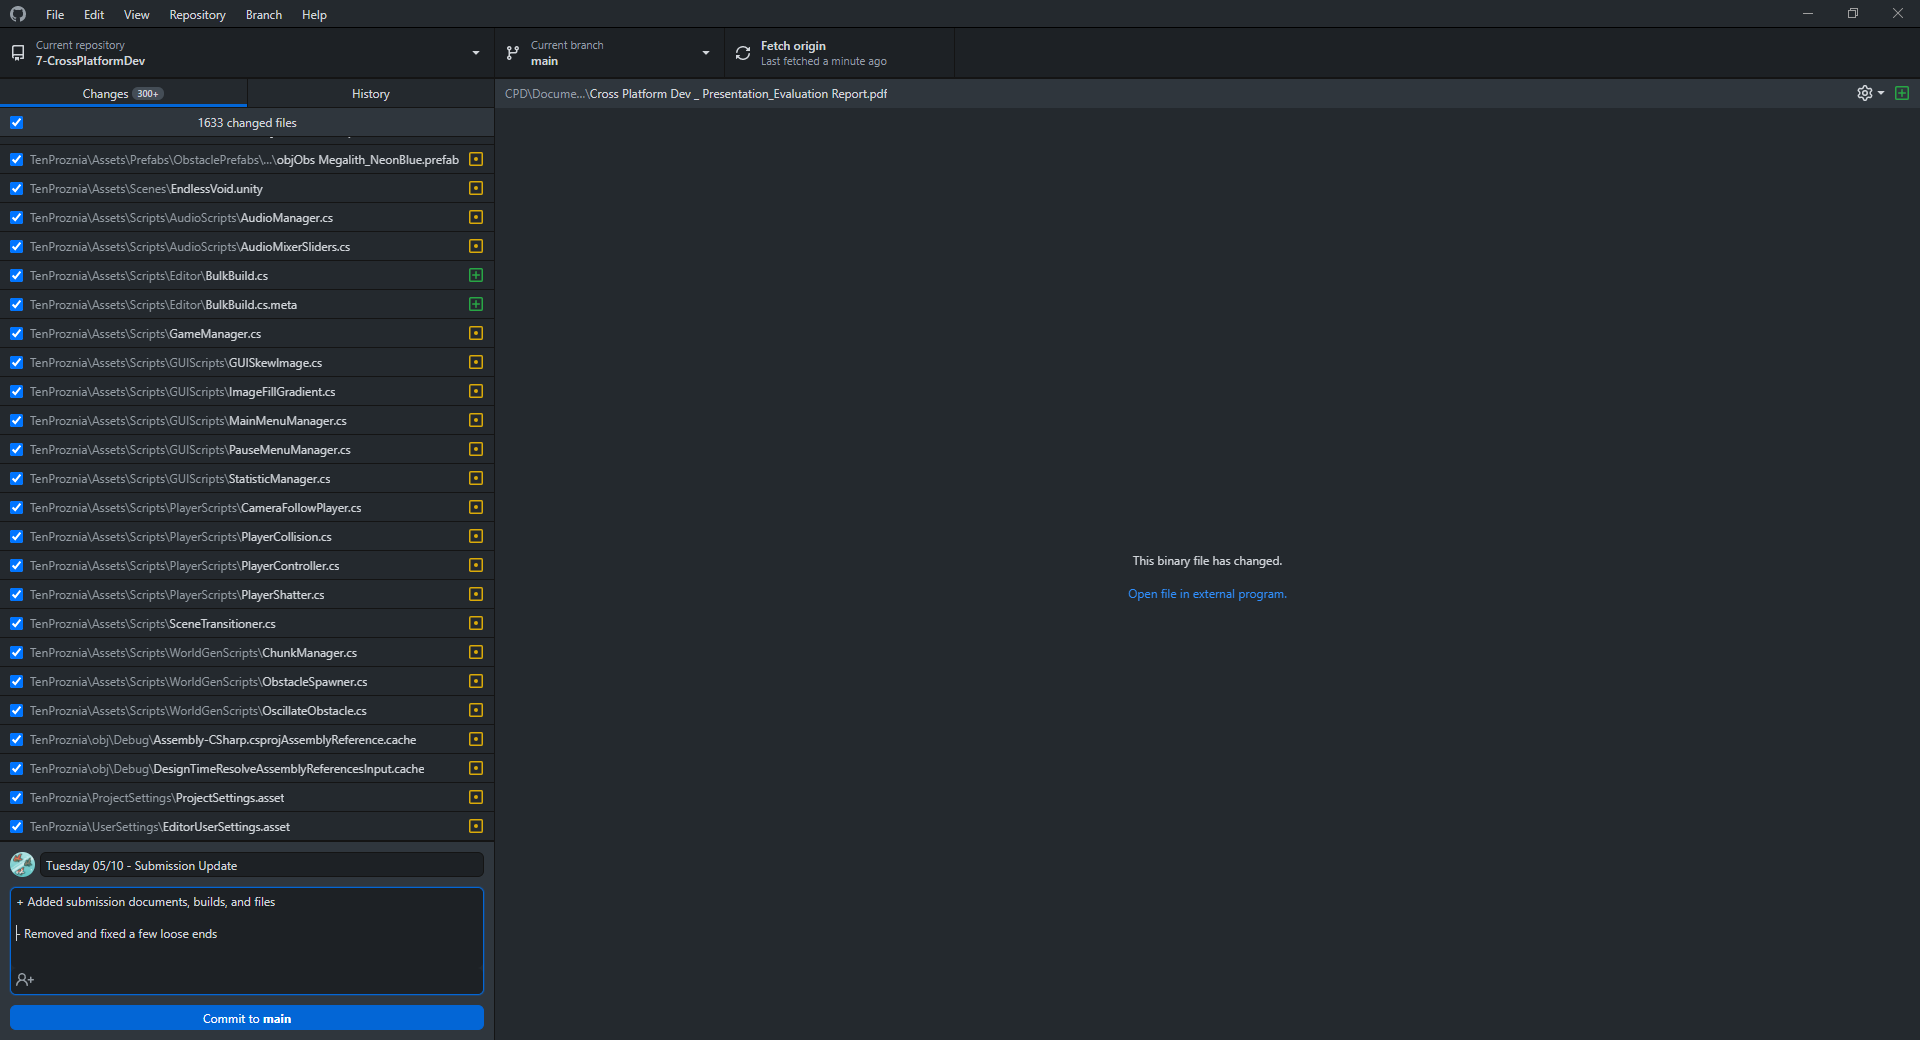 File Edit View Repository Branch Help
Current repository
7-CrossPlatformDev
Current branch
main
Fetch origin
Last fetched a minute ago
Changes 300+
History
CPD\Docume...\Cross Platform Dev _ Presentation_Evaluation Report.pdf
1633 changed files
TenProznia\Assets\Prefabs\ObstaclePrefabs\...\objObs Megalith_NeonBlue.prefab
TenProznia\Assets\Scenes\EndlessVoid.unity
TenProznia\Assets\Scripts\AudioScripts\AudioManager.cs
TenProznia\Assets\Scripts\AudioScripts\AudioMixerSliders.cs
TenProznia\Assets\Scripts\Editor\BulkBuild.cs
TenProznia\Assets\Scripts\Editor\BulkBuild.cs.meta
TenProznia\Assets\Scripts\GameManager.cs
TenProznia\Assets\Scripts\GUIScripts\GUISkewImage.cs
TenProznia\Assets\Scripts\GUIScripts\ImageFillGradient.cs
TenProznia\Assets\Scripts\GUIScripts\MainMenuManager.cs
TenProznia\Assets\Scripts\GUIScripts\PauseMenuManager.cs
TenProznia\Assets\Scripts\GUIScripts\StatisticManager.cs
TenProznia\Assets\Scripts\PlayerScripts\CameraFollowPlayer.cs
TenProznia\Assets\Scripts\PlayerScripts\PlayerCollision.cs
TenProznia\Assets\Scripts\PlayerScripts\PlayerController.cs
TenProznia\Assets\Scripts\PlayerScripts\PlayerShatter.cs
TenProznia\Assets\Scripts\SceneTransitioner.cs
TenProznia\Assets\Scripts\WorldGenScripts\ChunkManager.cs
TenProznia\Assets\Scripts\WorldGenScripts\ObstacleSpawner.cs
TenProznia\Assets\Scripts\WorldGenScripts\OscillateObstacle.cs
TenProznia\obj\Debug\Assembly-CSharp.csprojAssemblyReference.cache
TenProznia\obj\Debug\DesignTimeResolveAssemblyReferencesInput.cache
TenProznia\ProjectSettings\ProjectSettings.asset
TenProznia\UserSettings\EditorUserSettings.asset
Tuesday 05/10 - Submission Update
+ Added submission documents, builds, and files
- Removed and fixed a few loose ends
Commit to main
This binary file has changed.
Open file in external program.